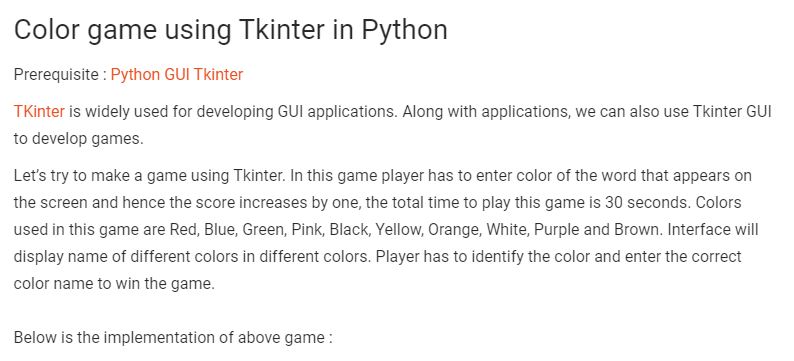 Color game using Tkinter in Python
Prerequisite : Python GUI Tkinter
TKinter is widely used for developing GUI applications. Along with applications, we can also use Tkinter GUI
to develop games.
Let's try to make a game using Tkinter. In this game player has to enter color of the word that appears on
the screen and hence the score increases by one, the total time to play this game is 30 seconds. Colors
used in this game are Red, Blue, Green, Pink, Black, Yellow, Orange, White, Purple and Brown. Interface will
display name of different colors in different colors. Player has to identify the color and enter the correct
color name to win the game.
Below is the implementation of above game :